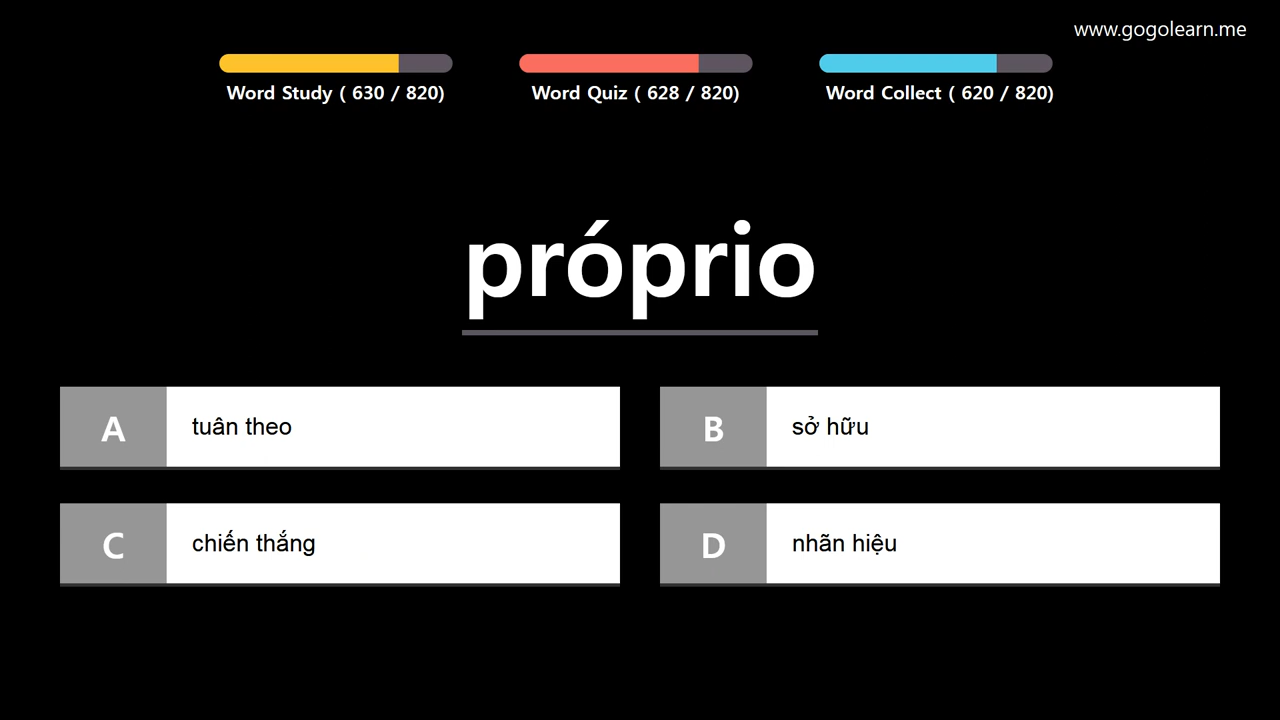 www.gogolearn.me
Word Study ( 630 / 820)
Word Quiz ( 628 / 820)
Word Collect ( 620 / 820)
próprio
A tuân theo
B sở hữu
C chiến thắng
D nhãn hiệu